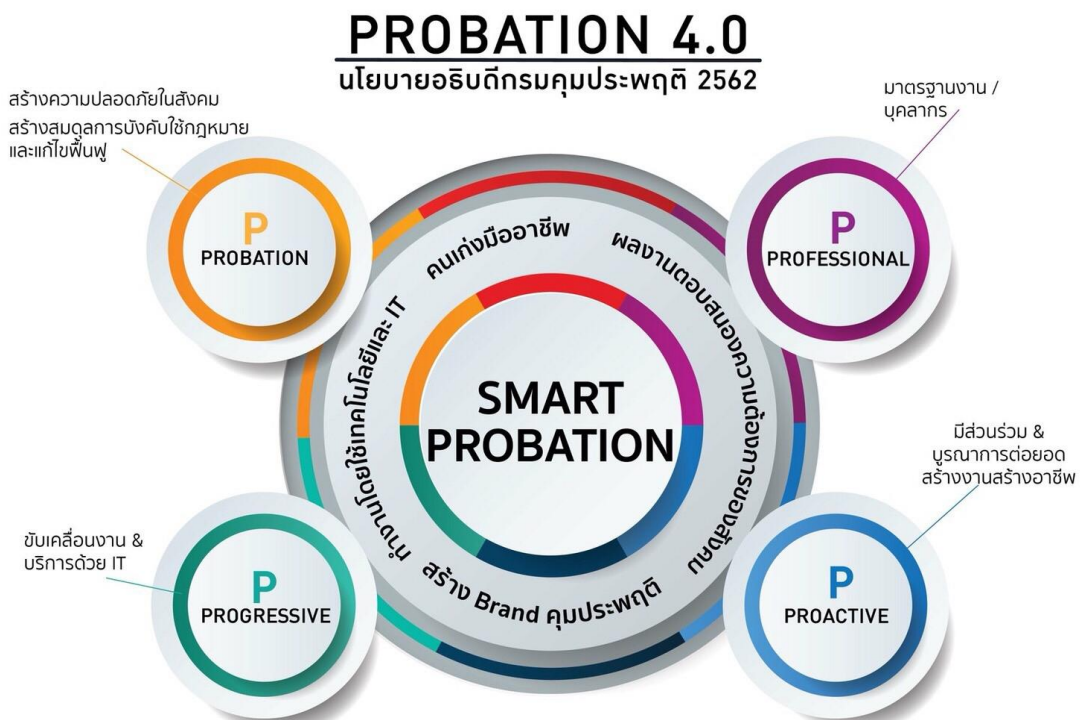 PROBATION 4.0
นโยบายอธิบดีกรมคุมประพฤติ 2562
สร้างความปลอดภัยในสังคม
สร้างสมดุลการบังคับใช้กฎหมาย
และแก้ไขฟื้นฟู
P
PROBATION
มาตรฐานงาน /
บุคลากร
P
PROFESSIONAL
คนเก่งมืออาชีพ
ผลงานตอบสนองความต้องการของสังคม
ทำงานโดยใช้เทคโนโลยีและ IT
สร้าง Brand คุมประพฤติ
SMART
PROBATION
ขับเคลื่อนงาน &
บริการด้วย IT
P
PROGRESSIVE
มีส่วนร่วม &
บูรณาการต่อยอด
สร้างงานสร้างอาชีพ
P
PROACTIVE